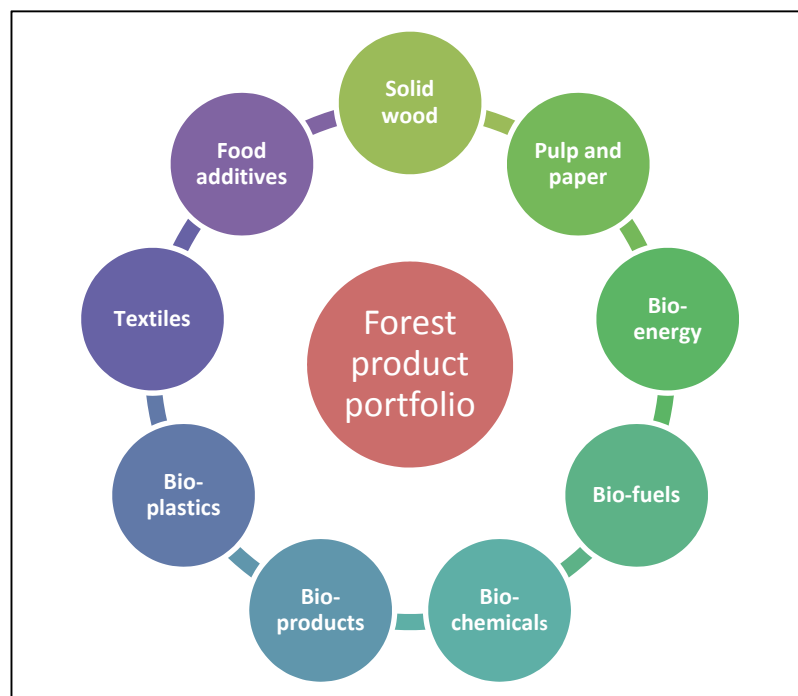 Solid
wood
Pulp and
paper
Bio-
energy
Bio-fuels
Bio-
chemicals
Bio-
products
Bio-
plastics
Textiles
Food
additives
Forest
product
portfolio